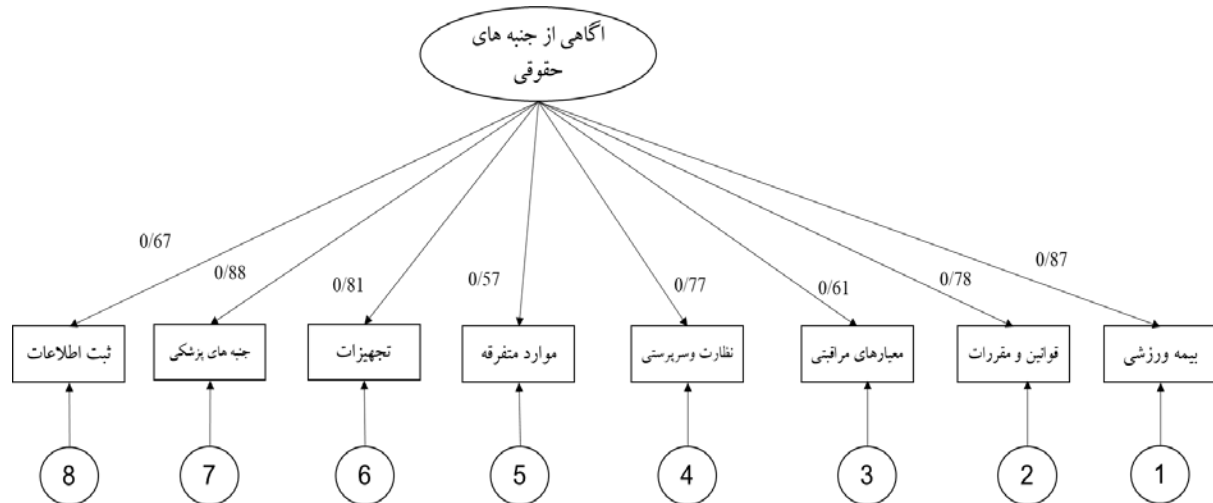 اگاهی از جنبه های
حقوقی
0/87
0/78
0/61
0/77
0/57
0/81
0/88
0/67
بیمه ورزشی
قوانین و مقررات
معیارهای مراقبتی
نظارت وسرپرستی
موارد متفرقه
تجهیزات
جنبه های پزشکی
ثبت اطلاعات
1
2
3
4
5
6
7
8